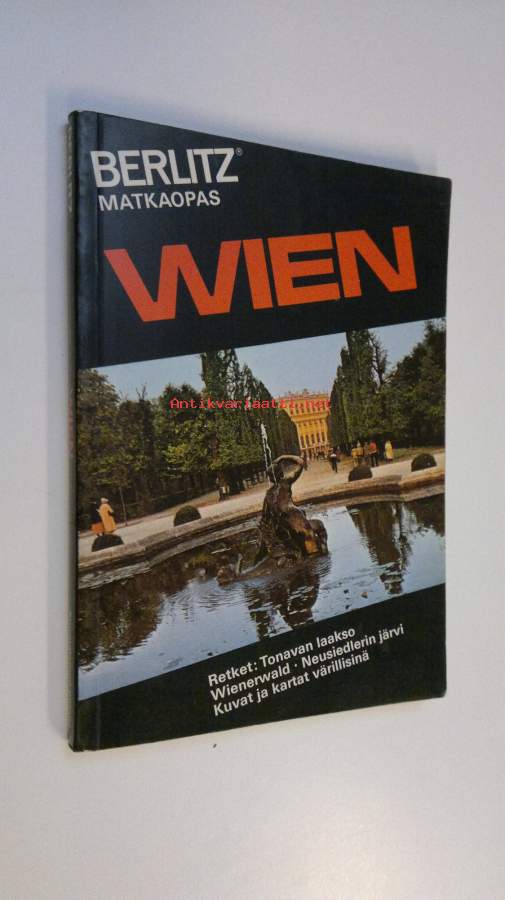 BERLITZ®
MATKAOPAS
WIEN
Antikvariaatti.net
Retket: Tonavan laakso
Wienerwald · Neusiedlerin järvi
Kuvat ja kartat värillisinä